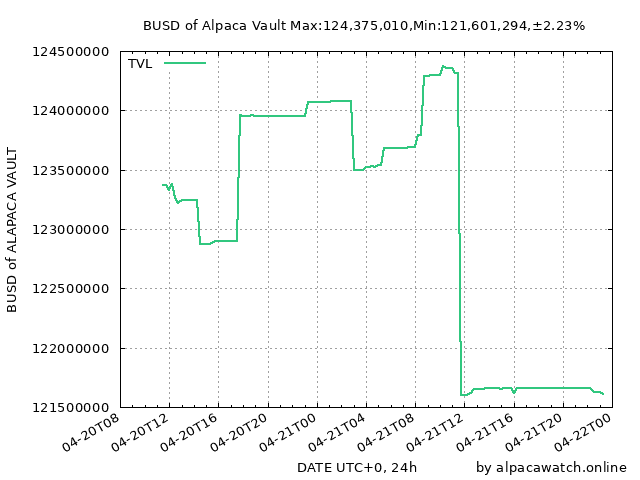 BUSD of Alpaca Vault Max:124,375,010,Min:121,601,294,±2.23%
TVL
124500000
124000000
123500000
123000000
122500000
122000000
121500000
BUSD of ALAPACA VAULT
04-20T08
04-20T12
04-20T16
04-20T20
04-21T00
04-21T04
04-21T08
04-21T12
04-21T16
04-21T20
04-22T00
DATE UTC+0, 24h
by alpacawatch.online